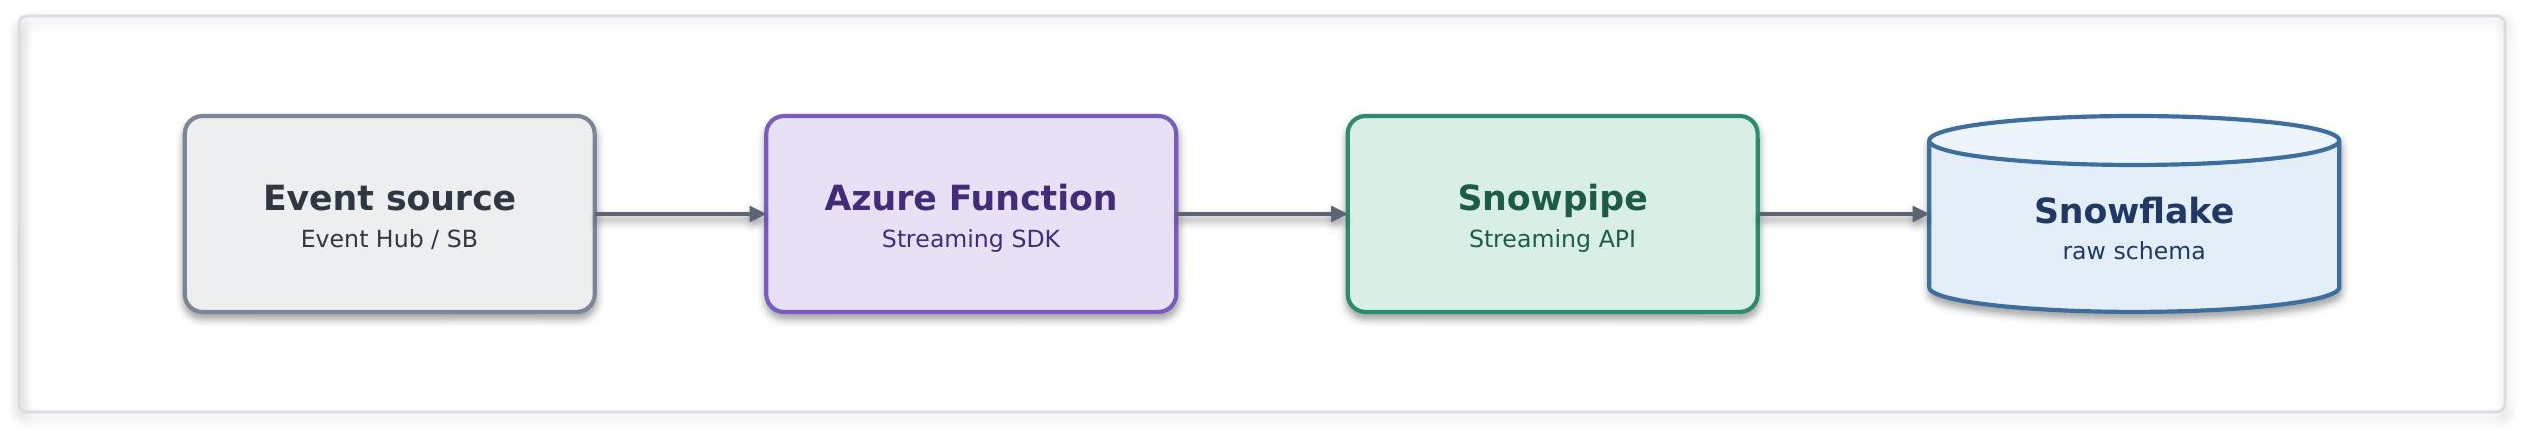 Event source
Event Hub / SB
Azure Function
Streaming SDK
Snowpipe
Streaming API
Snowflake
raw schema